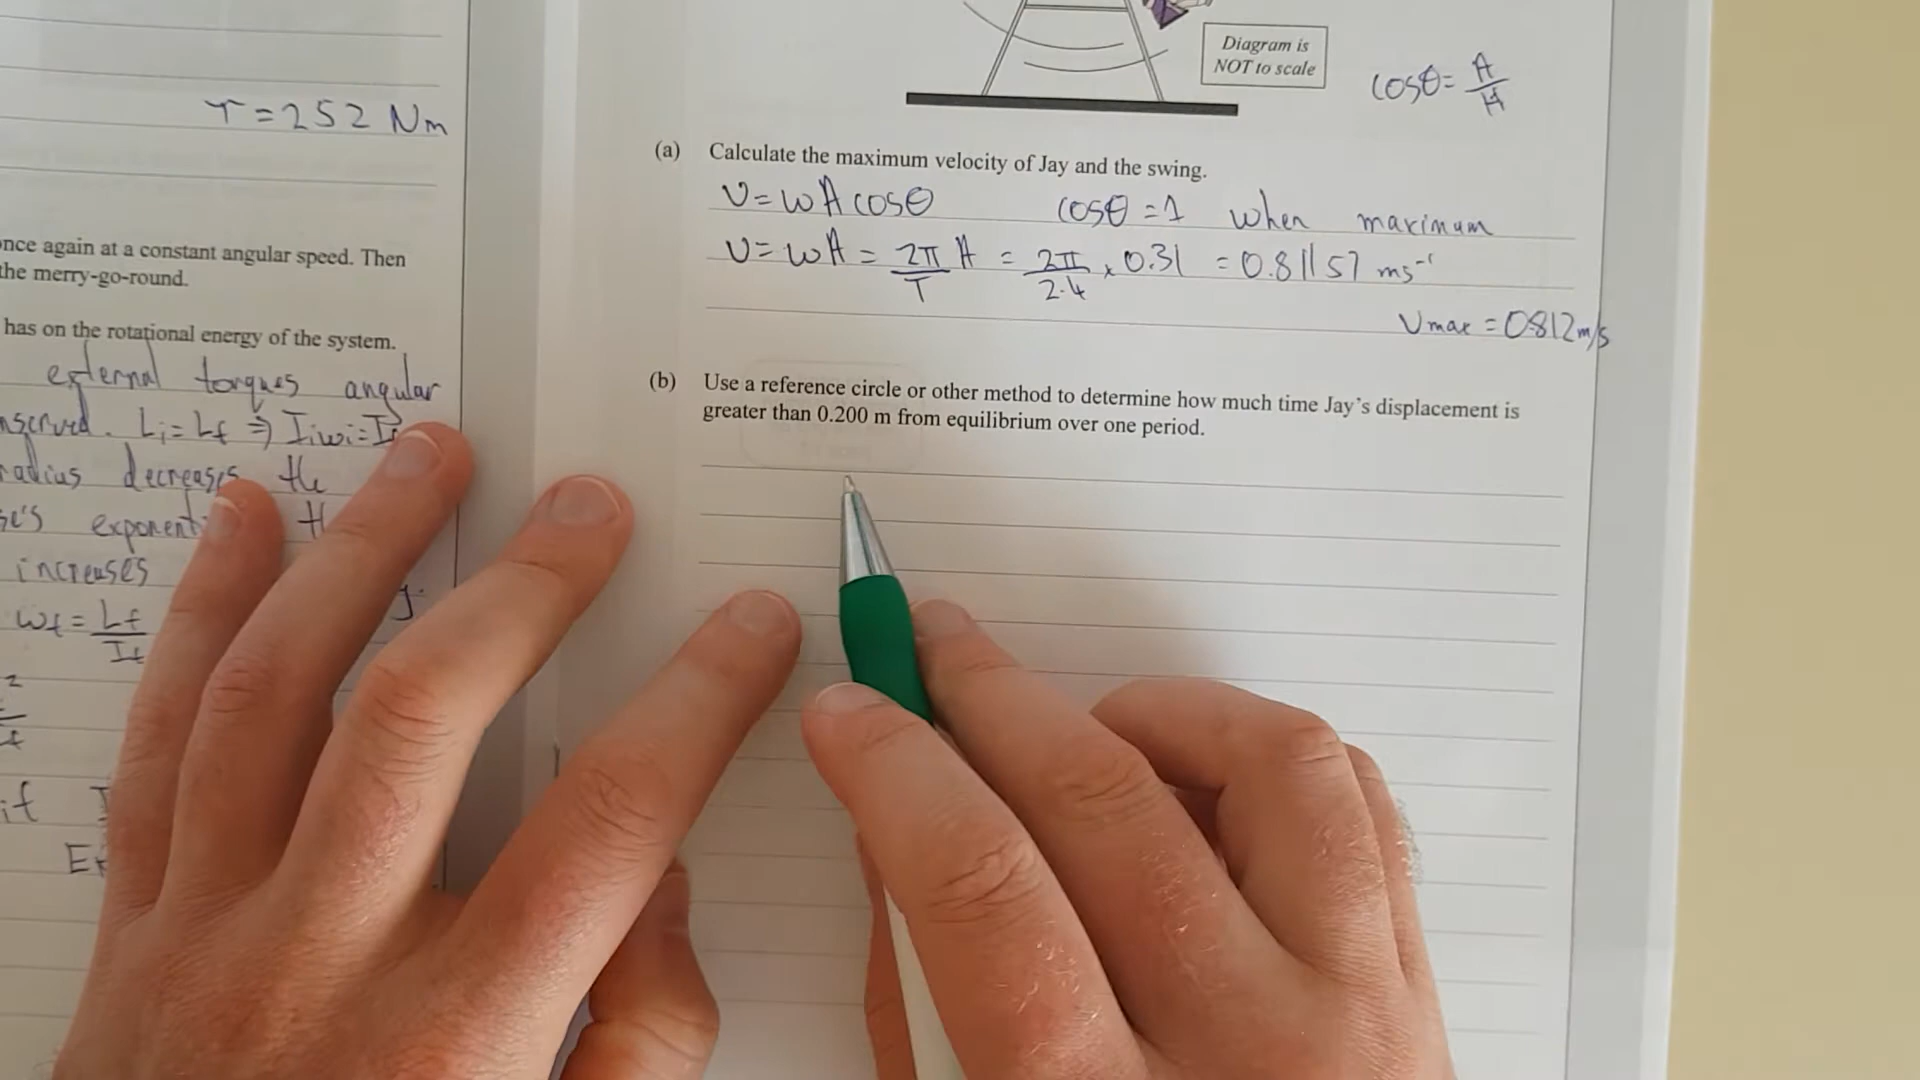 τ = 252 Nm
once again at a constant angular speed. Then
the merry-go-round.
has on the rotational energy of the system.
external torques angular
Li = Lf ⇒ Iiωi = I
radius decreases the
increases
ωf = Lf / If
2
if I
Diagram is
NOT to scale
cosθ = A/H
(a) Calculate the maximum velocity of Jay and the swing.
v = ωA cosθ cosθ = 1 when maximum
v = ωA = 2π/T A = 2π/2.4 × 0.31 = 0.81157 ms⁻¹
Vmax = 0.812 m/s
(b) Use a reference circle or other method to determine how much time Jay's displacement is
greater than 0.200 m from equilibrium over one period.